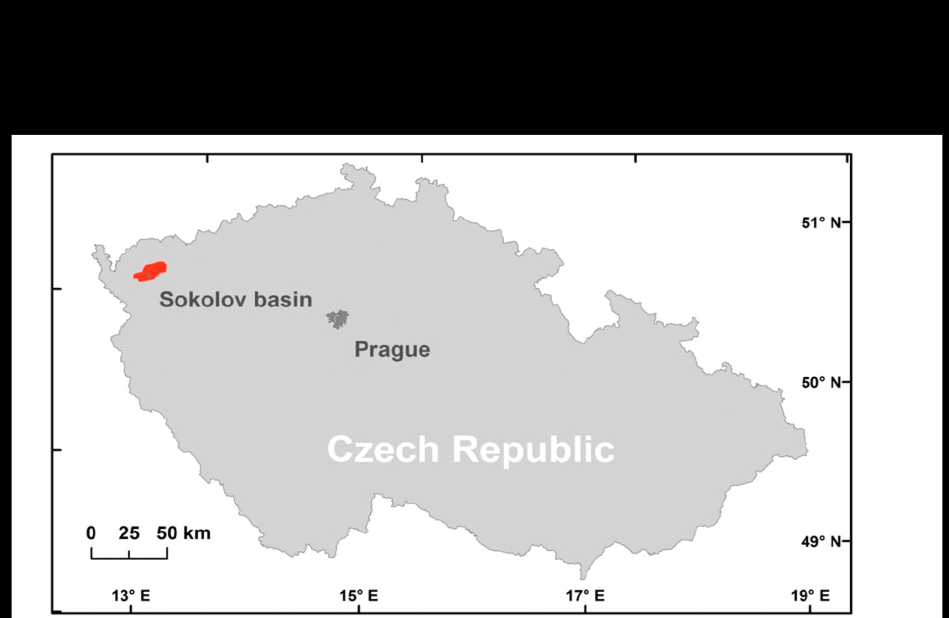 51° N
Sokolov basin
Prague
50° N
Czech Republic
0 25 50 km
49° N
13° E 15° E 17° E 19° E